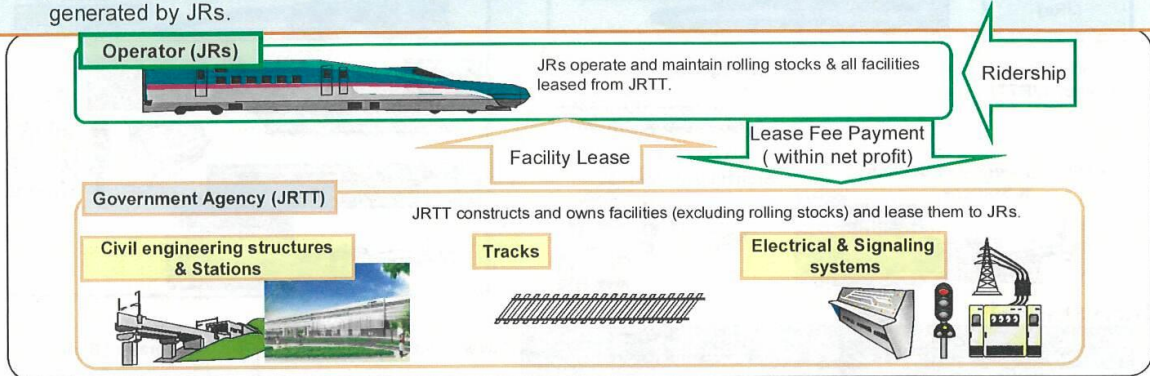 generated by JRs.
Operator (JRs)
JRs operate and maintain rolling stocks & all facilities
leased from JRTT.
Ridership
Facility Lease
Lease Fee Payment
( within net profit)
Government Agency (JRTT)
JRTT constructs and owns facilities (excluding rolling stocks) and lease them to JRs.
Civil engineering structures
& Stations
Tracks
Electrical & Signaling
systems